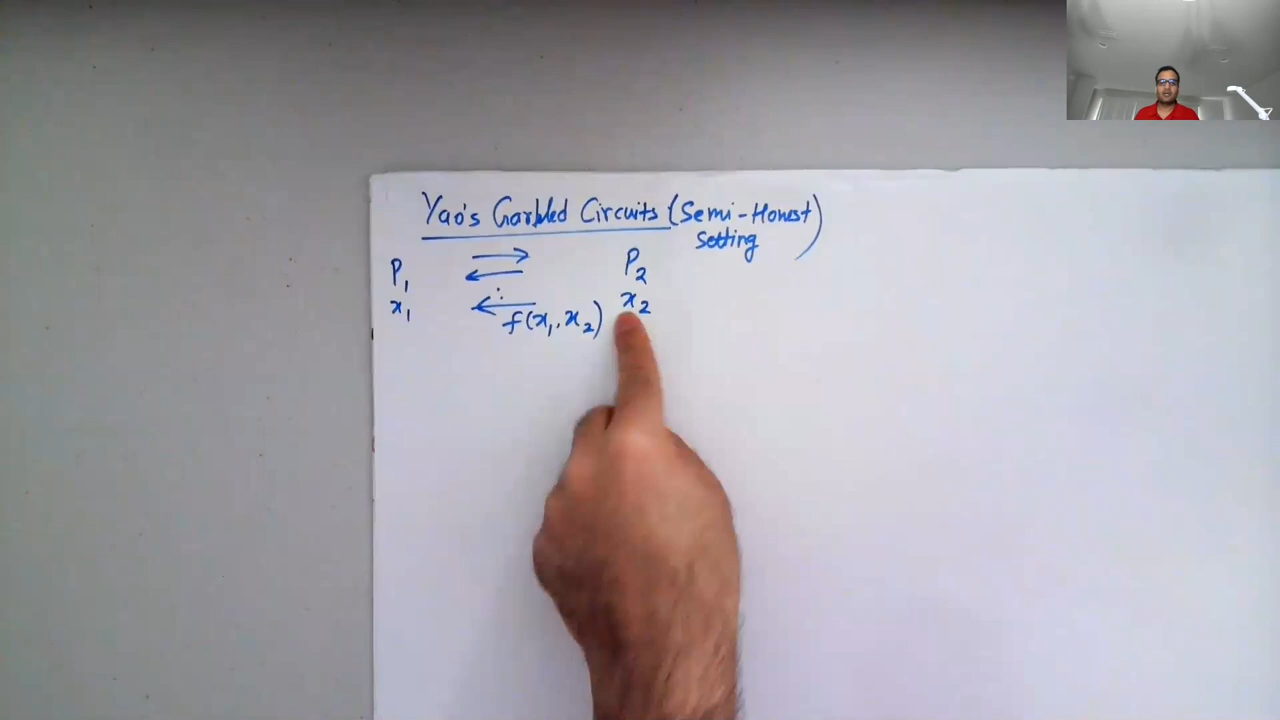 Yao's Garbled Circuits (Semi-Honest Setting)
P₁ P₂
x₁ x₂
f(x₁, x₂)